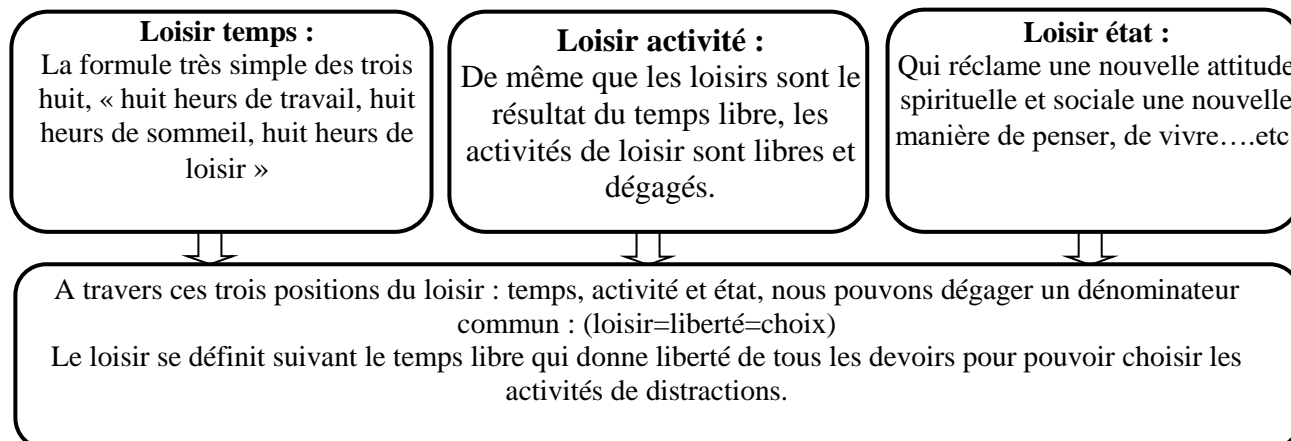 Loisir temps :
La formule très simple des trois
huit, « huit heurs de travail, huit
heurs de sommeil, huit heurs de
loisir »
Loisir activité :
De même que les loisirs sont le
résultat du temps libre, les
activités de loisir sont libres et
dégagés.
Loisir état :
Qui réclame une nouvelle attitude
spirituelle et sociale une nouvelle
manière de penser, de vivre….etc
A travers ces trois positions du loisir : temps, activité et état, nous pouvons dégager un dénominateur
commun : (loisir=liberté=choix)
Le loisir se définit suivant le temps libre qui donne liberté de tous les devoirs pour pouvoir choisir les
activités de distractions.